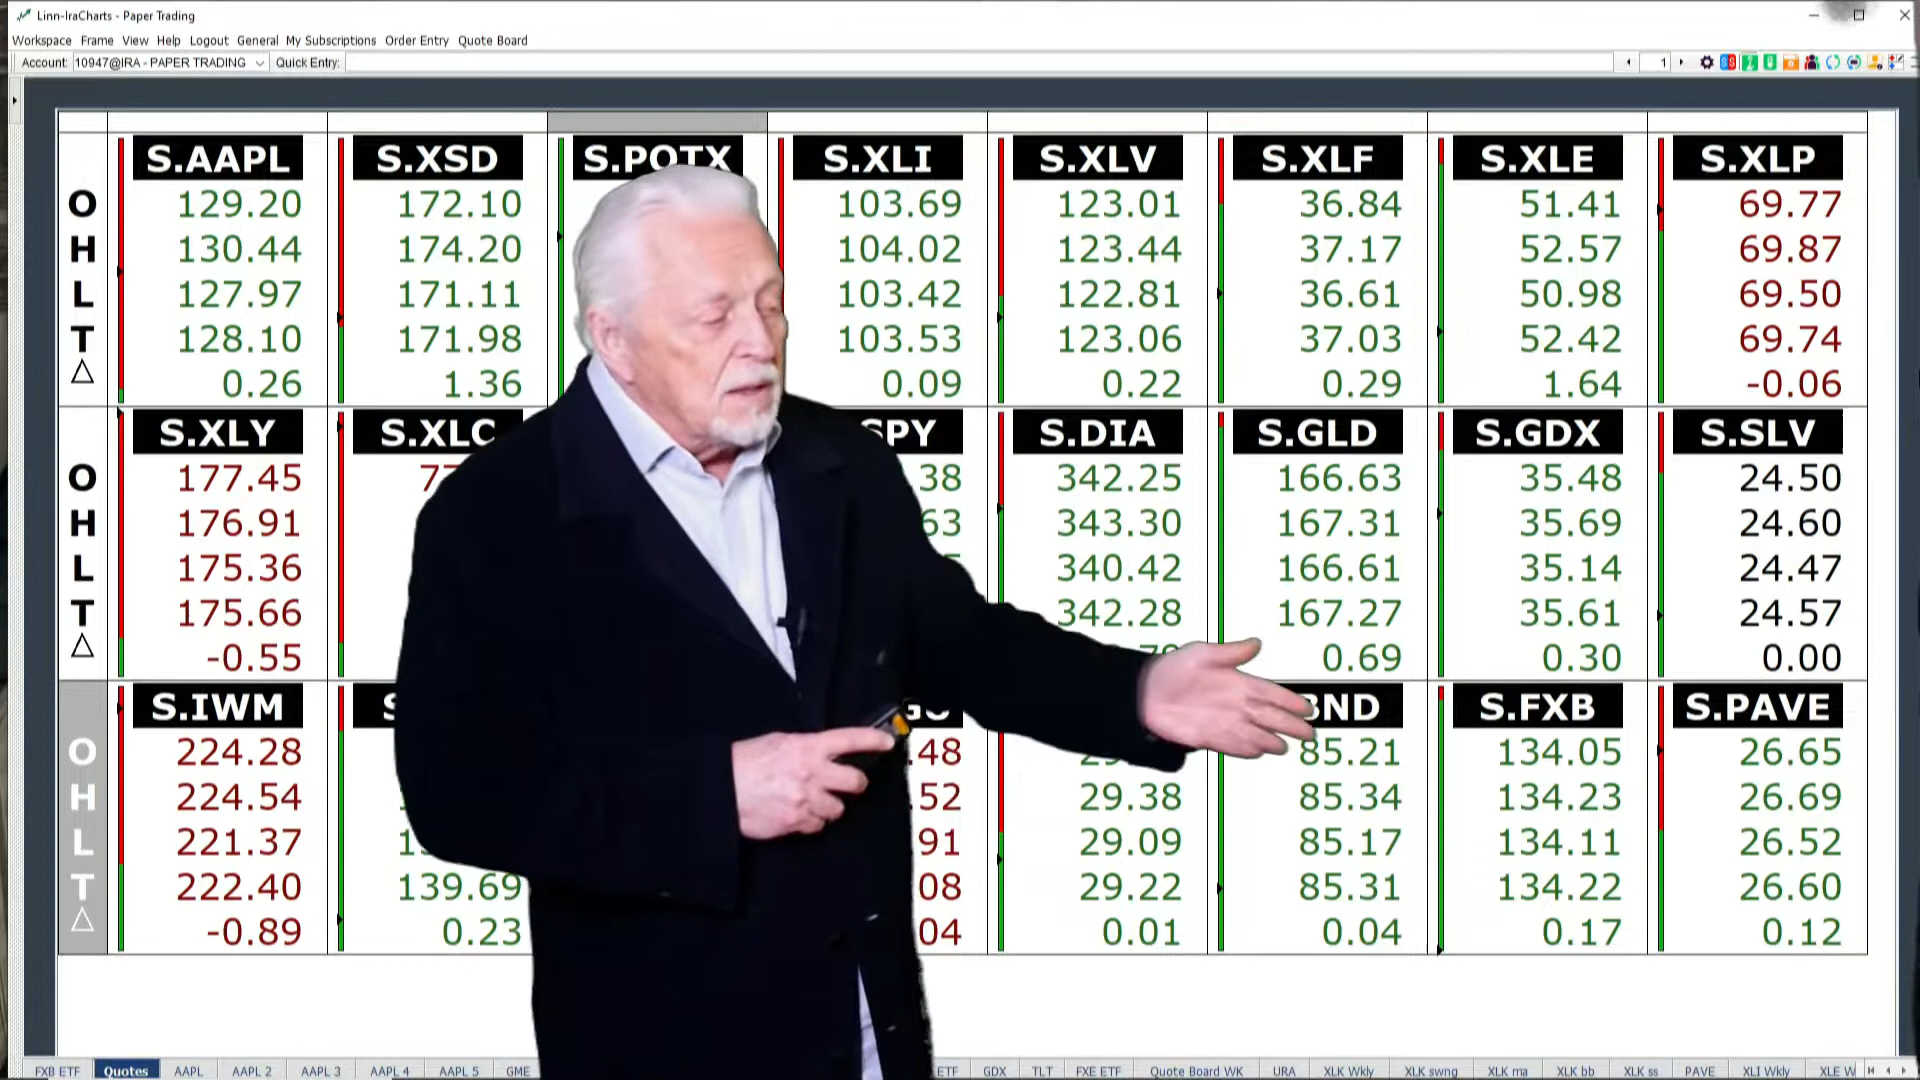 Linn-IraCharts - Paper Trading
Workspace Frame View Help Logout General My Subscriptions Order Entry Quote Board
Account: 10947@IRA - PAPER TRADING Quick Entry: 1
S.AAPL S.XSD S.POTX S.XLI S.XLV S.XLF S.XLE S.XLP
O 129.20 172.10 103.69 123.01 36.84 51.41 69.77
H 130.44 174.20 104.02 123.44 37.17 52.57 69.87
L 127.97 171.11 103.42 122.81 36.61 50.98 69.50
T 128.10 171.98 103.53 123.06 37.03 52.42 69.74
△ 0.26 1.36 0.09 0.22 0.29 1.64 -0.06
S.XLY S.XLC SPY S.DIA S.GLD S.GDX S.SLV
O 177.45 77 38 342.25 166.63 35.48 24.50
H 176.91 63 343.30 167.31 35.69 24.60
L 175.36 340.42 166.61 35.14 24.47
T 175.66 342.28 167.27 35.61 24.57
△ -0.55 0.69 0.30 0.00
S.IWM BND S.FXB S.PAVE
O 224.28 .48 85.21 134.05 26.65
H 224.54 .52 29.38 85.34 134.23 26.69
L 221.37 91 29.09 85.17 134.11 26.52
T 222.40 139.69 08 29.22 85.31 134.22 26.60
△ -0.89 0.23 04 0.01 0.04 0.17 0.12
FXB ETF Quotes AAPL AAPL 2 AAPL 3 AAPL 4 AAPL 5 GME ETF GDX TLT FXE ETF Quote Board WK URA XLK Wkly XLK swng XLK ma XLK bb XLK ss PAVE XLI Wkly XLE W